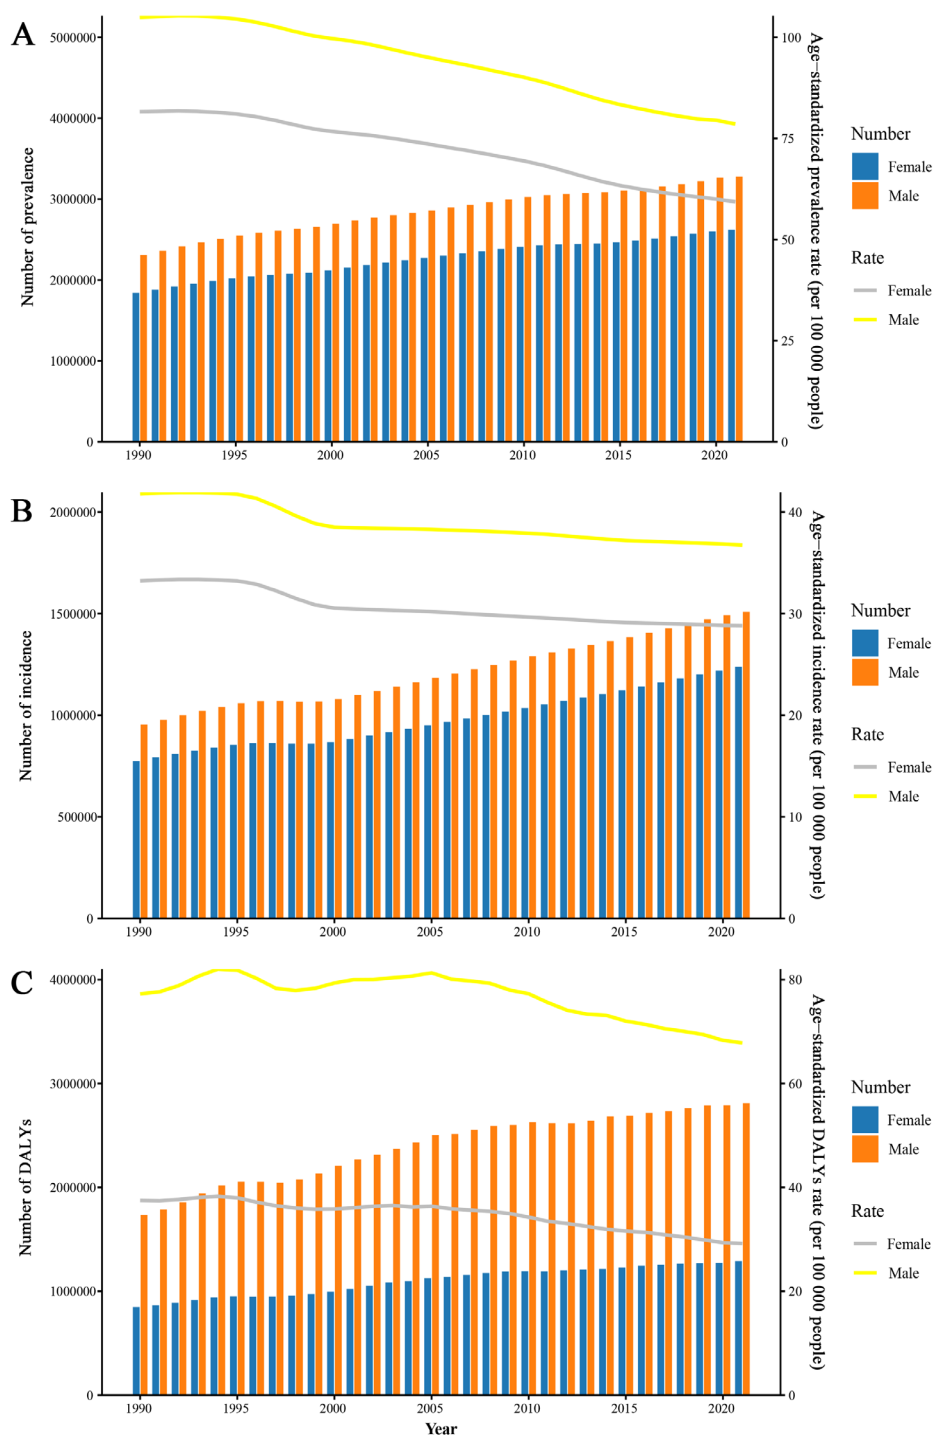 A
5000000
4000000
3000000
2000000
1000000
0
Number of prevalence
1990
1995
2000
2005
2010
2015
2020
100
75
50
25
0
Age–standardized prevalence rate (per 100 000 people)
Number
Female
Male
Rate
Female
Male
B
2000000
1500000
1000000
500000
0
Number of incidence
1990
1995
2000
2005
2010
2015
2020
40
30
20
10
0
Age–standardized incidence rate (per 100 000 people)
Number
Female
Male
Rate
Female
Male
C
4000000
3000000
2000000
1000000
0
Number of DALYs
1990
1995
2000
2005
2010
2015
2020
Year
80
60
40
20
0
Age–standardized DALYs rate (per 100 000 people)
Number
Female
Male
Rate
Female
Male